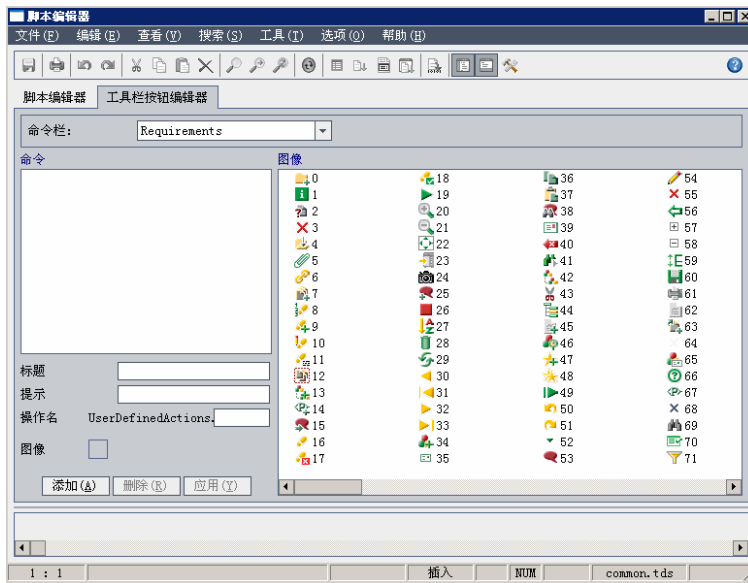 脚本编辑器
文件(F) 编辑(E) 查看(V) 搜索(S) 工具(I) 选项(O) 帮助(H)
脚本编辑器 工具栏按钮编辑器
命令栏: Requirements
命令 图像
0 18 36 54
1 19 37 55
2 20 38 56
3 21 39 57
4 22 40 58
5 23 41 59
6 24 42 60
7 25 43 61
8 26 44 62
9 27 45 63
10 28 46 64
11 29 47 65
12 30 48 66
13 31 49 67
14 32 50 68
15 33 51 69
16 34 52 70
17 35 53 71
标题
提示
操作名 UserDefinedActions.
图像
添加(A) 删除(R) 应用(Y)
1 : 1 插入 NUM common.tds